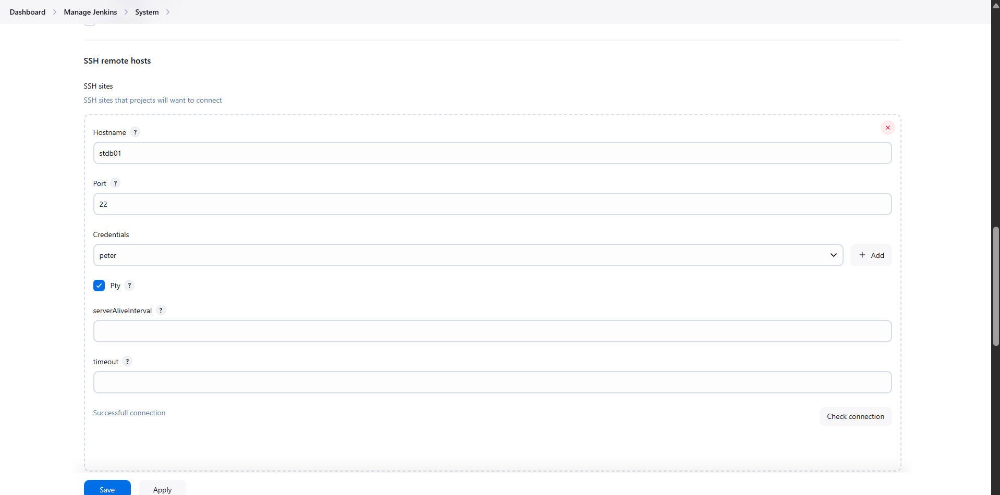 Dashboard > Manage Jenkins > System >
SSH remote hosts
SSH sites
SSH sites that projects will want to connect
Hostname ?
stdb01
Port ?
22
Credentials
peter
+ Add
Pty ?
serverAliveInterval ?
timeout ?
Successfull connection
Check connection
Save Apply